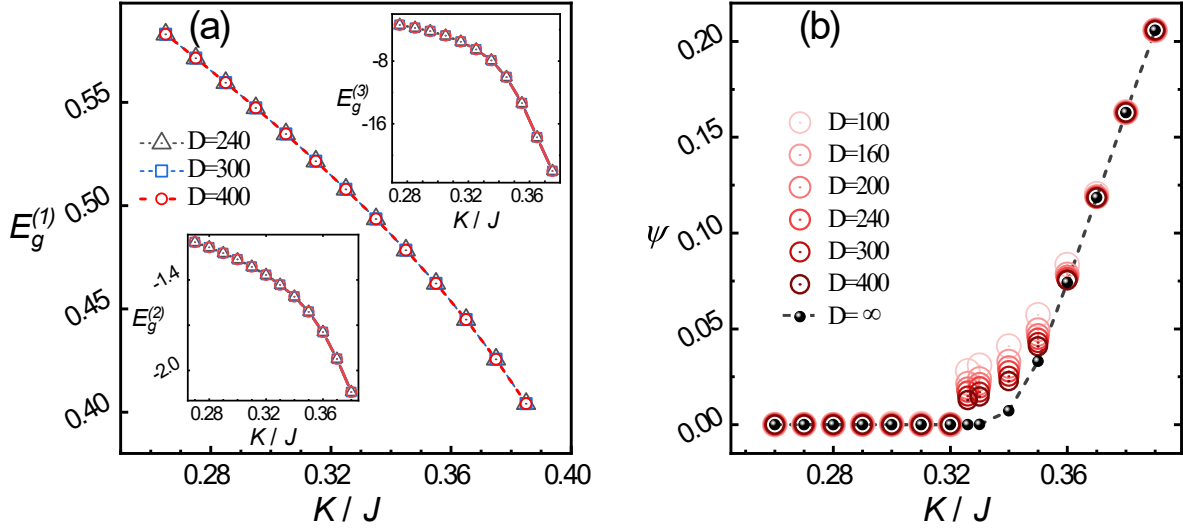 (a)
0.55
0.50
0.45
0.40
E_g^(1)
0.28
0.32
0.36
0.40
K / J
D=240
D=300
D=400
-8
-16
E_g^(3)
0.28
0.32
0.36
K / J
-1.4
-2.0
E_g^(2)
0.28
0.32
0.36
K / J
(b)
0.20
0.15
0.20
0.05
0.00
ψ
0.28
0.32
0.36
K / J
D=100
D=160
D=200
D=240
D=300
D=400
D= ∞